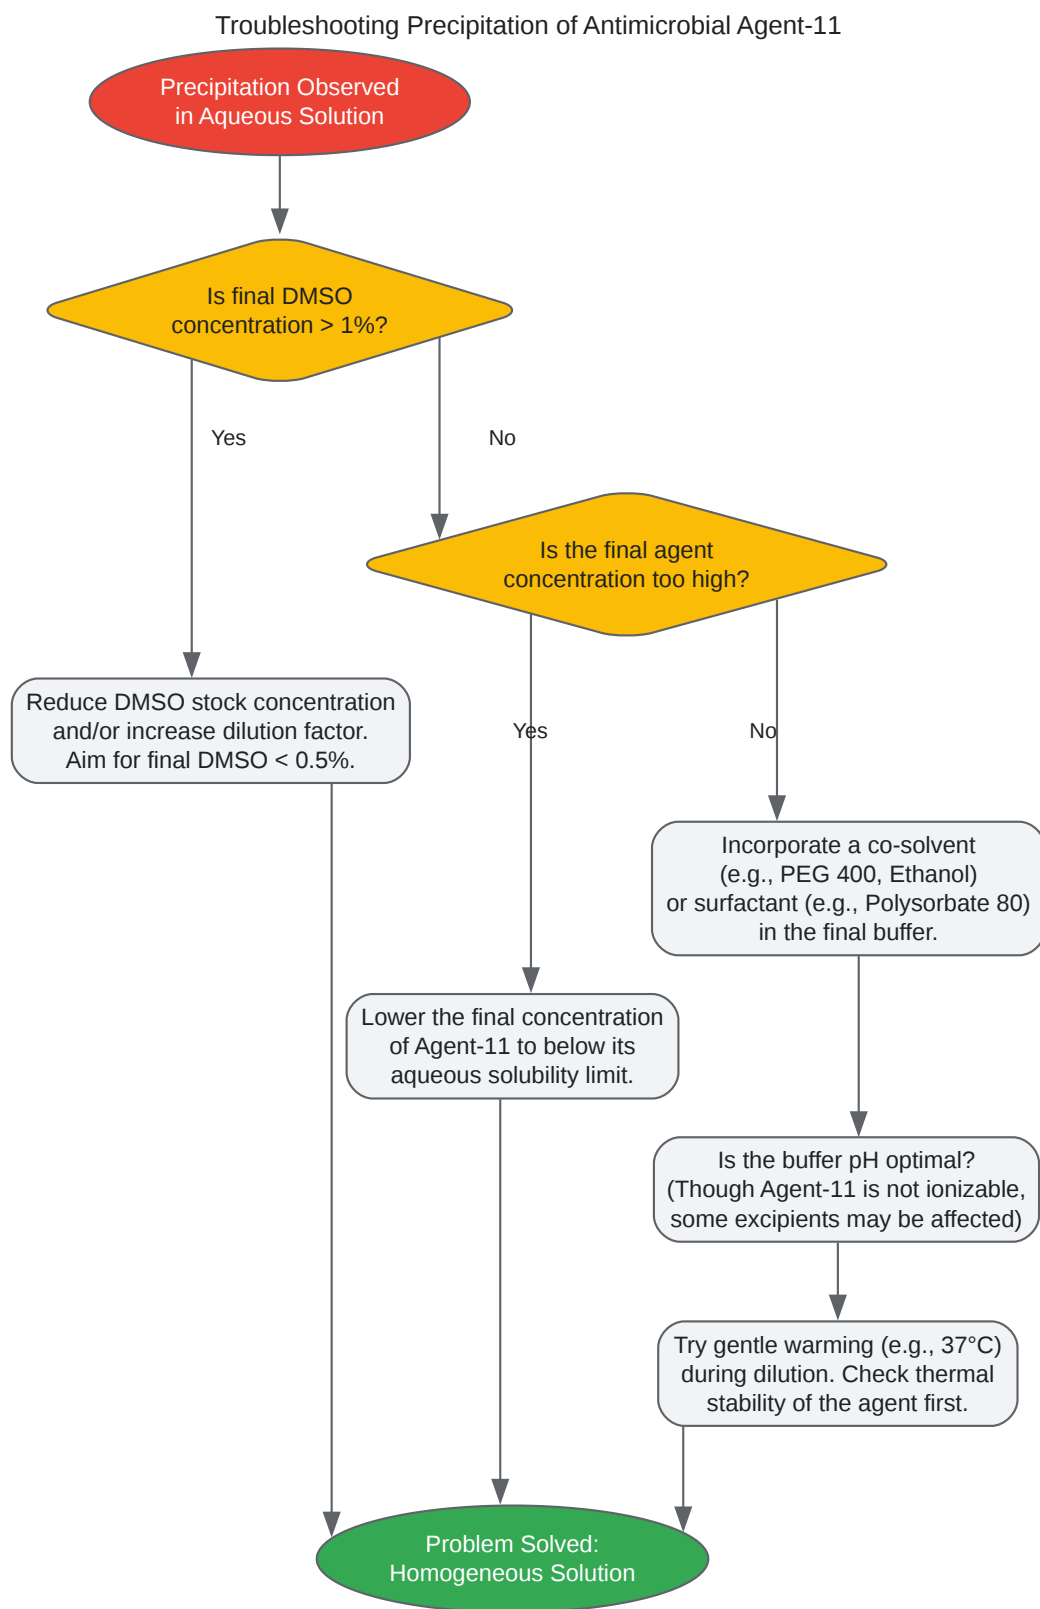 Troubleshooting Precipitation of Antimicrobial Agent-11
Precipitation Observed
in Aqueous Solution
Is final DMSO
concentration > 1%?
Yes
No
Is the final agent
concentration too high?
Reduce DMSO stock concentration
and/or increase dilution factor.
Aim for final DMSO < 0.5%.
Yes
No
Incorporate a co-solvent
(e.g., PEG 400, Ethanol)
or surfactant (e.g., Polysorbate 80)
in the final buffer.
Lower the final concentration
of Agent-11 to below its
aqueous solubility limit.
Is the buffer pH optimal?
(Though Agent-11 is not ionizable,
some excipients may be affected)
Try gentle warming (e.g., 37°C)
during dilution. Check thermal
stability of the agent first.
Problem Solved:
Homogeneous Solution